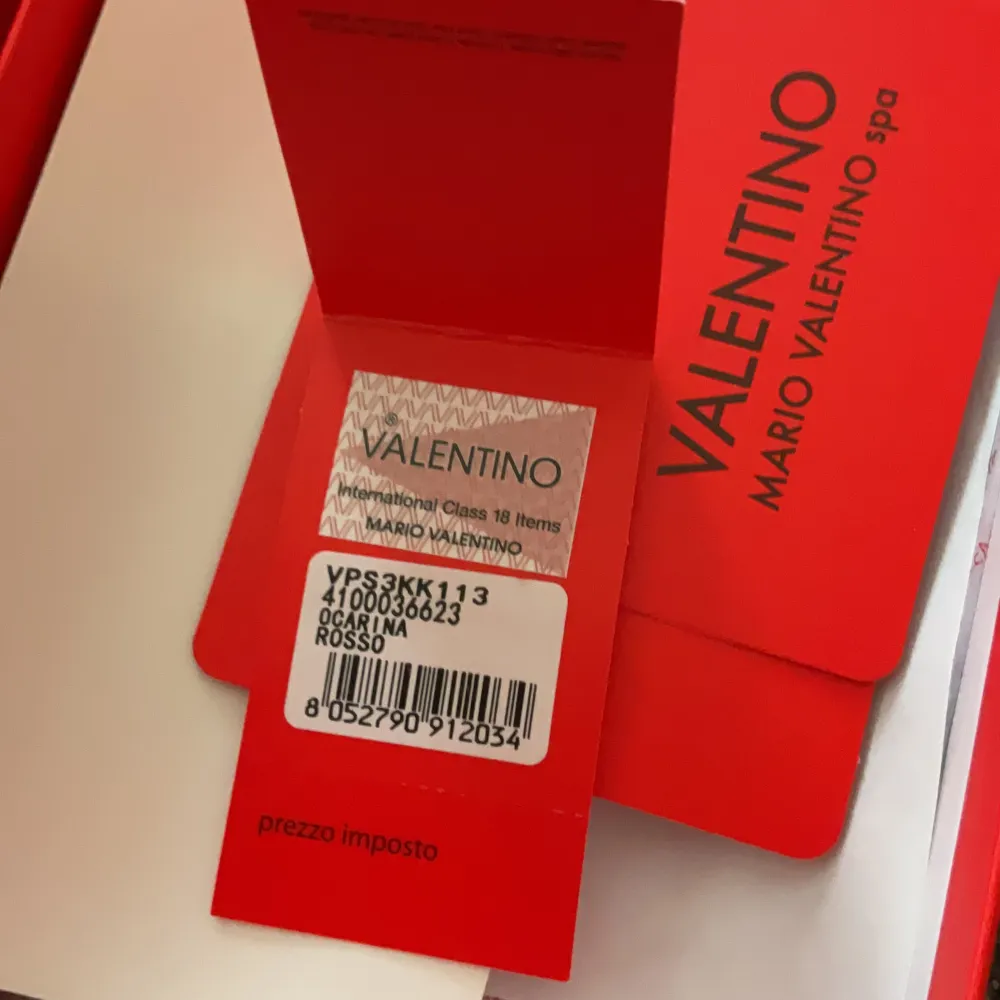 VALENTINO
MARIO VALENTINO spa
VALENTINO
International Class 18 Items
MARIO VALENTINO
VPS3KK113
4100036623
OCARINA
ROSSO
8 052790 912034
prezzo imposto